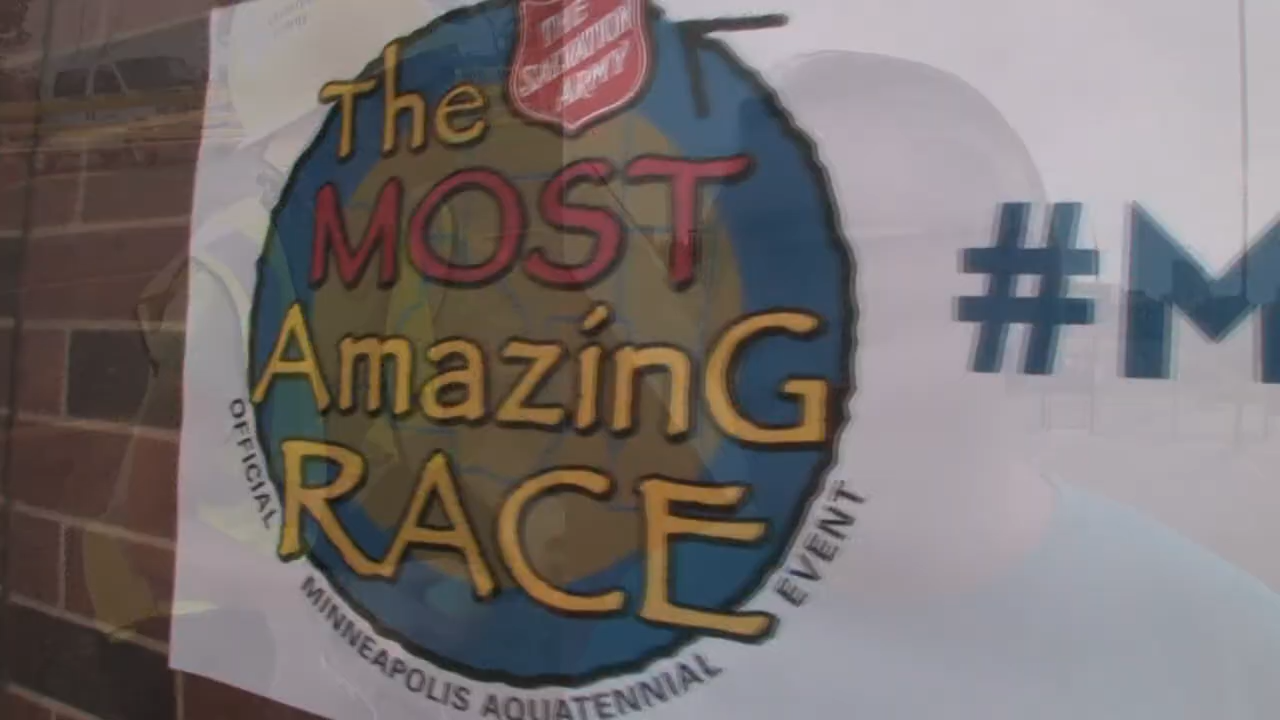 THE
SALVATION
ARMY
The
MOST
AmazinG
RACE
OFFICIAL
MINNEAPOLIS AQUATENNIAL
EVENT
#M